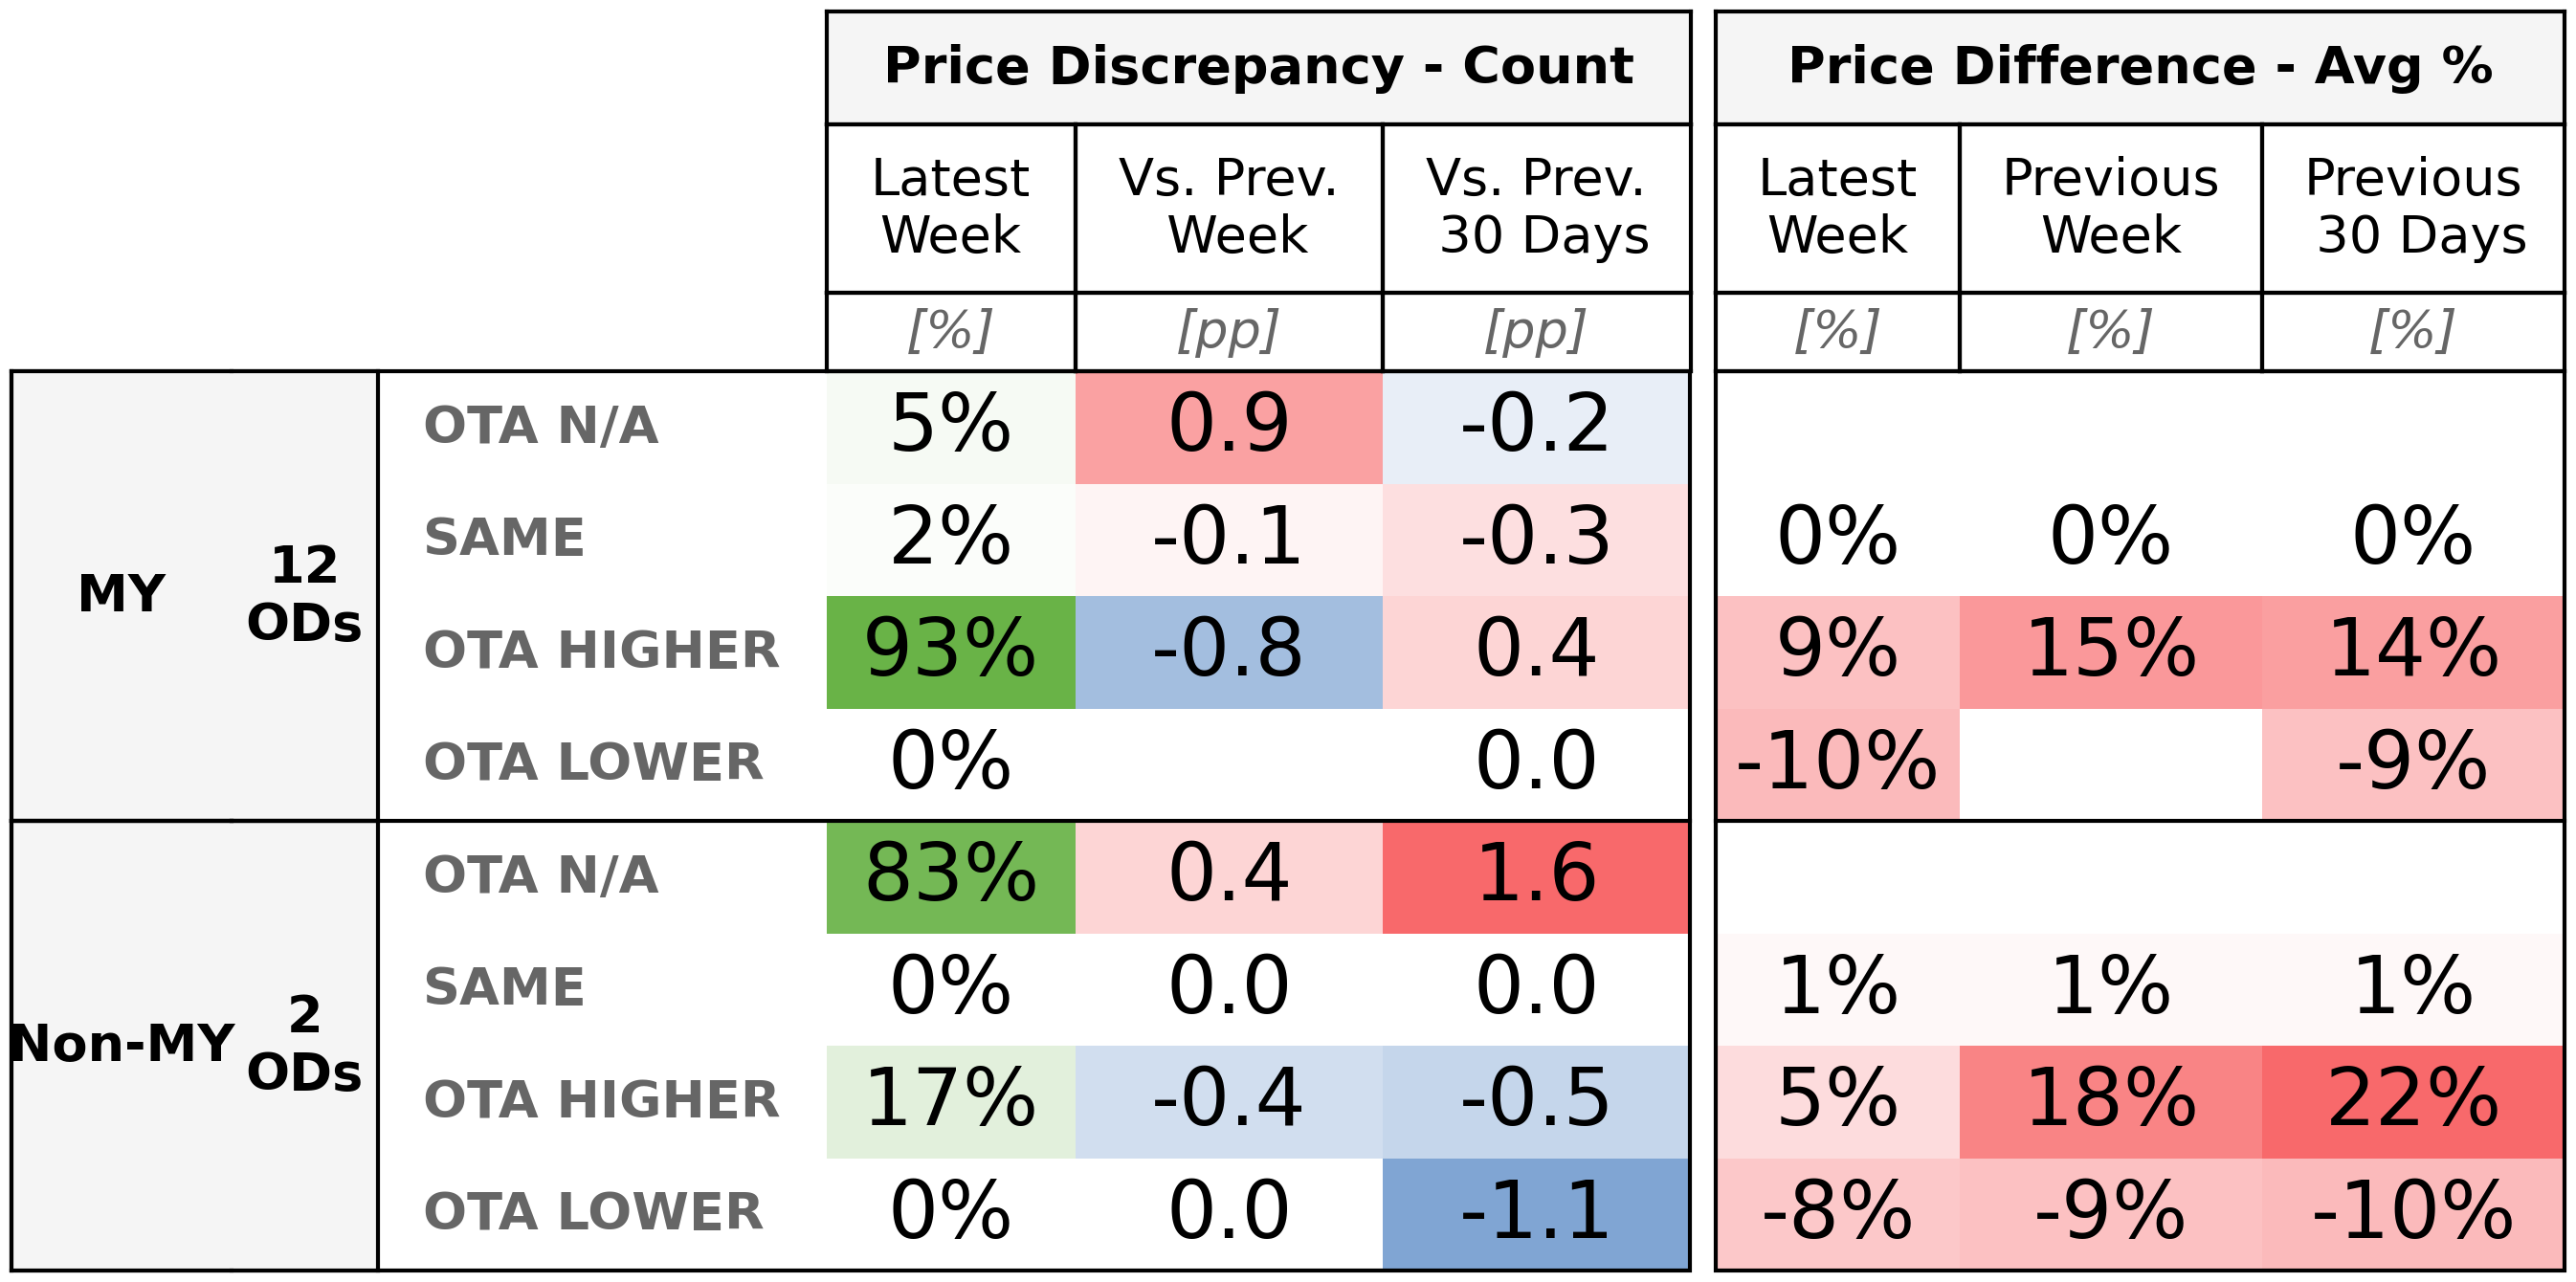 Price Discrepancy - Count Price Difference - Avg %
Latest Week Vs. Prev. Week Vs. Prev. 30 Days Latest Week Previous Week Previous 30 Days
[%] [pp] [pp] [%] [%] [%]
MY 12 ODs
OTA N/A 5% 0.9 -0.2
SAME 2% -0.1 -0.3 0% 0% 0%
OTA HIGHER 93% -0.8 0.4 9% 15% 14%
OTA LOWER 0% 0.0 -10% -9%
Non-MY 2 ODs
OTA N/A 83% 0.4 1.6
SAME 0% 0.0 0.0 1% 1% 1%
OTA HIGHER 17% -0.4 -0.5 5% 18% 22%
OTA LOWER 0% 0.0 -1.1 -8% -9% -10%